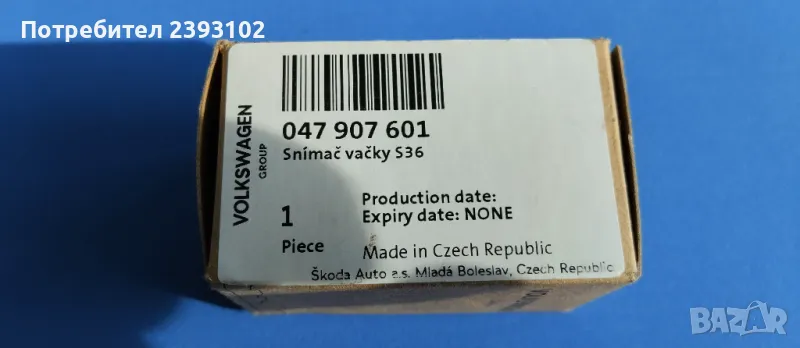 Потребител 2393102
VOLKSWAGEN
GROUP
047 907 601
Snímač vačky S36
1
Piece
Production date:
Expiry date: NONE
Made in Czech Republic
Škoda Auto a.s. Mladá Boleslav, Czech Republic
BAZAR